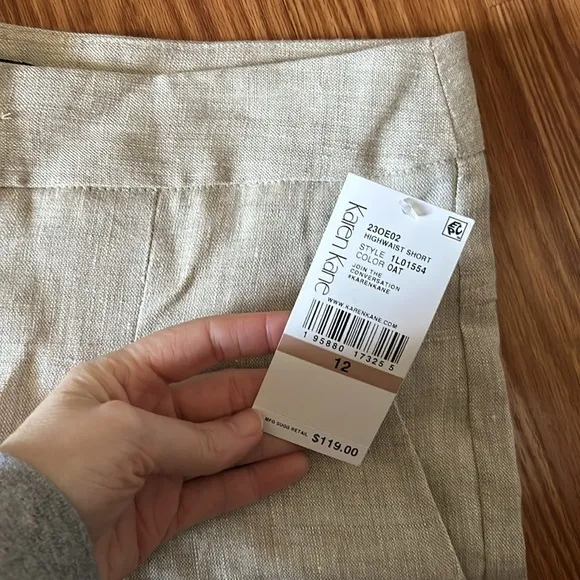 Karen Kane
23OE02
HIGHWAIST SHORT
STYLE 1L01554
COLOR OAT
JOIN THE
CONVERSATION
#KARENKANE
WWW.KARENKANE.COM
1 95880 17325 5
12
MFG SUGG RETAIL $119.00